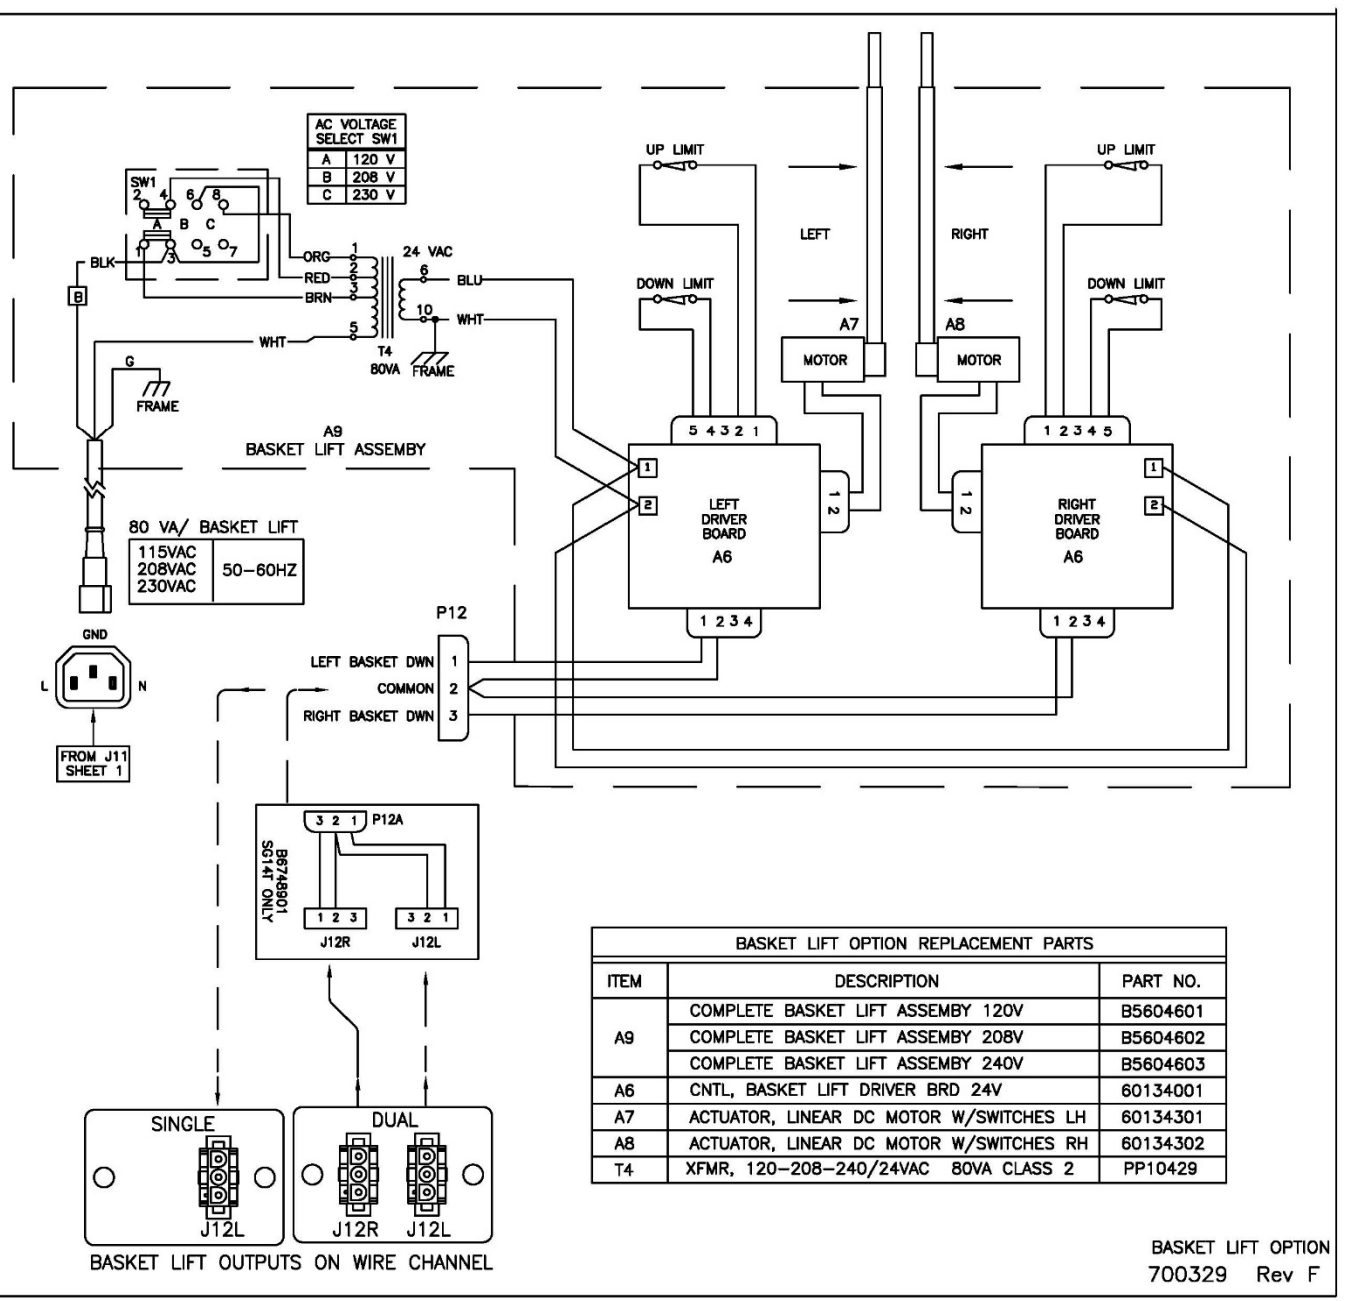 AC VOLTAGE
SELECT SW1
A 120 V
B 208 V
C 230 V
SW1
2 4 6 8
A B C
1 3 5 7
BLK
B
ORG 1
RED 2
BRN 3
WHT 5
24 VAC
6 BLU
10 WHT
T4
80VA
FRAME
G
FRAME
A9
BASKET LIFT ASSEMBY
UP LIMIT
DOWN LIMIT
LEFT
RIGHT
UP LIMIT
DOWN LIMIT
A7
MOTOR
A8
MOTOR
5 4 3 2 1
1
2
LEFT
DRIVER
BOARD
A6
1 2
1 2 3 4
1 2 3 4 5
1
2
RIGHT
DRIVER
BOARD
A6
1 2
1 2 3 4
80 VA/ BASKET LIFT
115VAC
208VAC
230VAC
50-60HZ
GND
L
N
FROM J11
SHEET 1
P12
LEFT BASKET DWN 1
COMMON 2
RIGHT BASKET DWN 3
3 2 1 P12A
B6748901
SG14T ONLY
1 2 3
J12R
3 2 1
J12L
SINGLE
J12L
DUAL
J12R J12L
BASKET LIFT OUTPUTS ON WIRE CHANNEL
BASKET LIFT OPTION REPLACEMENT PARTS
ITEM DESCRIPTION PART NO.
A9 COMPLETE BASKET LIFT ASSEMBY 120V B5604601
COMPLETE BASKET LIFT ASSEMBY 208V B5604602
COMPLETE BASKET LIFT ASSEMBY 240V B5604603
A6 CNTL, BASKET LIFT DRIVER BRD 24V 60134001
A7 ACTUATOR, LINEAR DC MOTOR W/SWITCHES LH 60134301
A8 ACTUATOR, LINEAR DC MOTOR W/SWITCHES RH 60134302
T4 XFMR, 120-208-240/24VAC 80VA CLASS 2 PP10429
BASKET LIFT OPTION
700329 Rev F